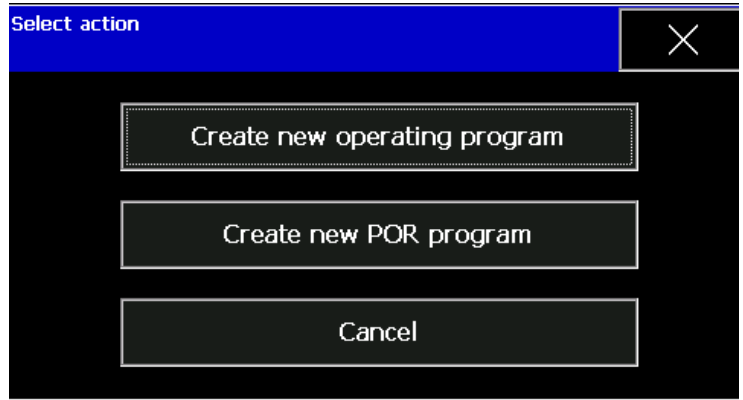 Select action
Create new operating program
Create new POR program
Cancel